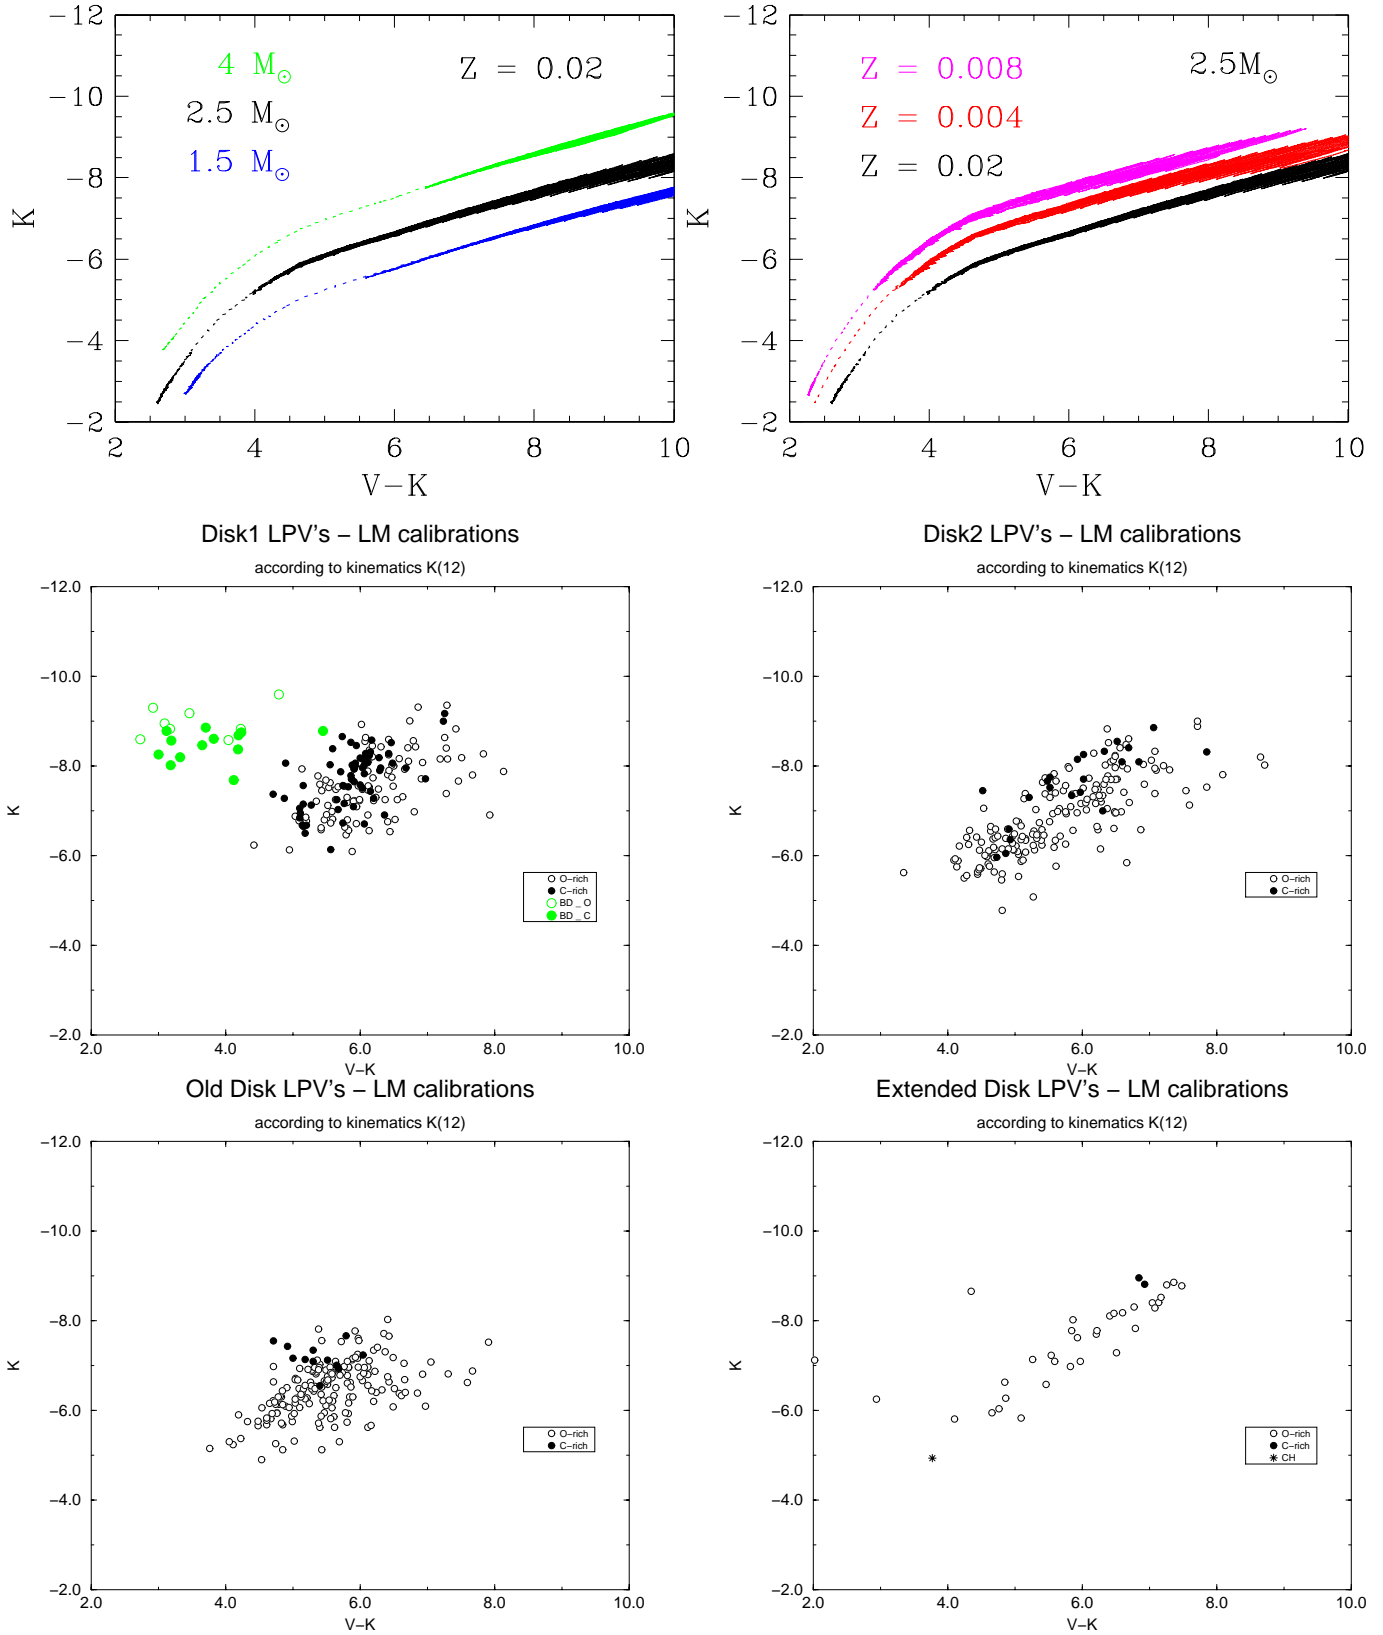 −12
−10
−8
−6
−4
−2
K
4 M⊙
2.5 M⊙
1.5 M⊙
Z = 0.02
2 4 6 8 10
V−K
−12
−10
−8
−6
−4
−2
K
Z = 0.008
Z = 0.004
Z = 0.02
2.5M⊙
2 4 6 8 10
V−K
Disk1 LPV's – LM calibrations
according to kinematics K(12)
−12.0
−10.0
−8.0
−6.0
−4.0
−2.0
K
O−rich
C−rich
BD _ O
BD _ C
2.0 4.0 6.0 8.0 10.0
V−K
Disk2 LPV's – LM calibrations
according to kinematics K(12)
−12.0
−10.0
−8.0
−6.0
−4.0
−2.0
K
O−rich
C−rich
2.0 4.0 6.0 8.0 10.0
V−K
Old Disk LPV's – LM calibrations
according to kinematics K(12)
−12.0
−10.0
−8.0
−6.0
−4.0
−2.0
K
O−rich
C−rich
2.0 4.0 6.0 8.0 10.0
V−K
Extended Disk LPV's – LM calibrations
according to kinematics K(12)
−12.0
−10.0
−8.0
−6.0
−4.0
−2.0
K
O−rich
C−rich
CH
2.0 4.0 6.0 8.0 10.0
V−K